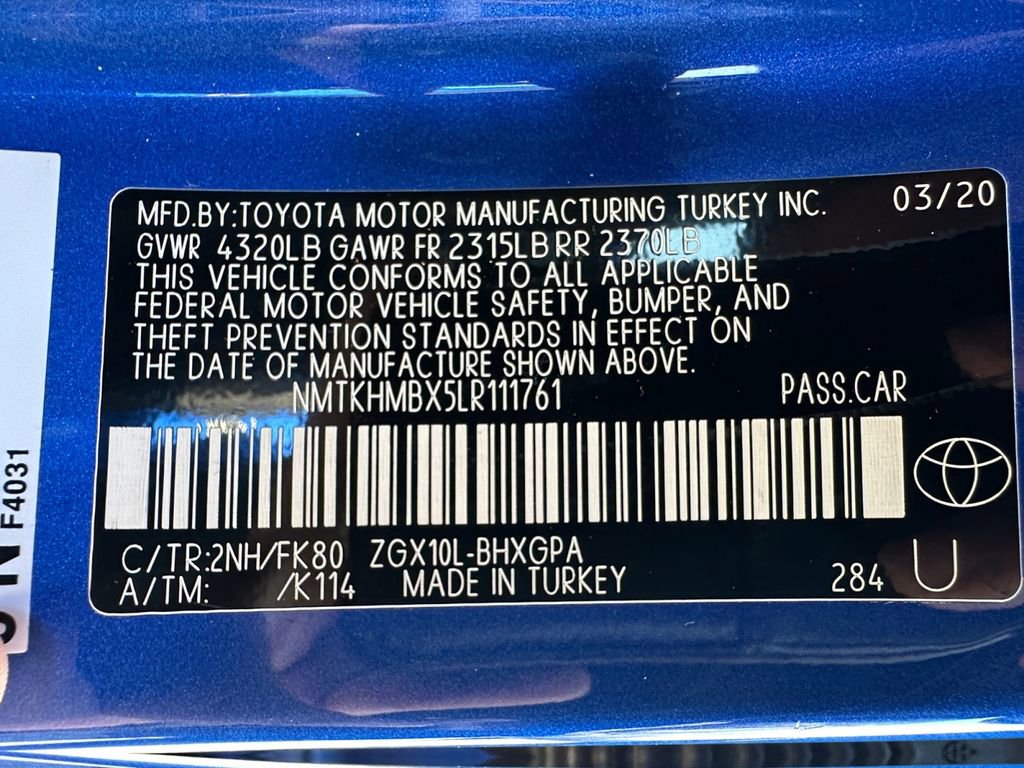 MFD.BY:TOYOTA MOTOR MANUFACTURING TURKEY INC. 03/20
GVWR 4320LB GAWR FR 2315LB RR 2370LB
THIS VEHICLE CONFORMS TO ALL APPLICABLE
FEDERAL MOTOR VEHICLE SAFETY, BUMPER, AND
THEFT PREVENTION STANDARDS IN EFFECT ON
THE DATE OF MANUFACTURE SHOWN ABOVE.
NMTKHMBX5LR111761 PASS.CAR
C/TR:2NH/FK80 ZGX10L-BHXGPA
A/TM: /K114 MADE IN TURKEY 284 U
F4031